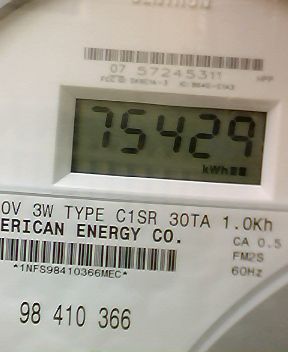 07 57245311
75429
kWh
0V 3W TYPE C1SR 30TA 1.0Kh
ERICAN ENERGY CO.
CA 0.5
*1NFS98410366MEC*
FM2S
60Hz
98 410 366